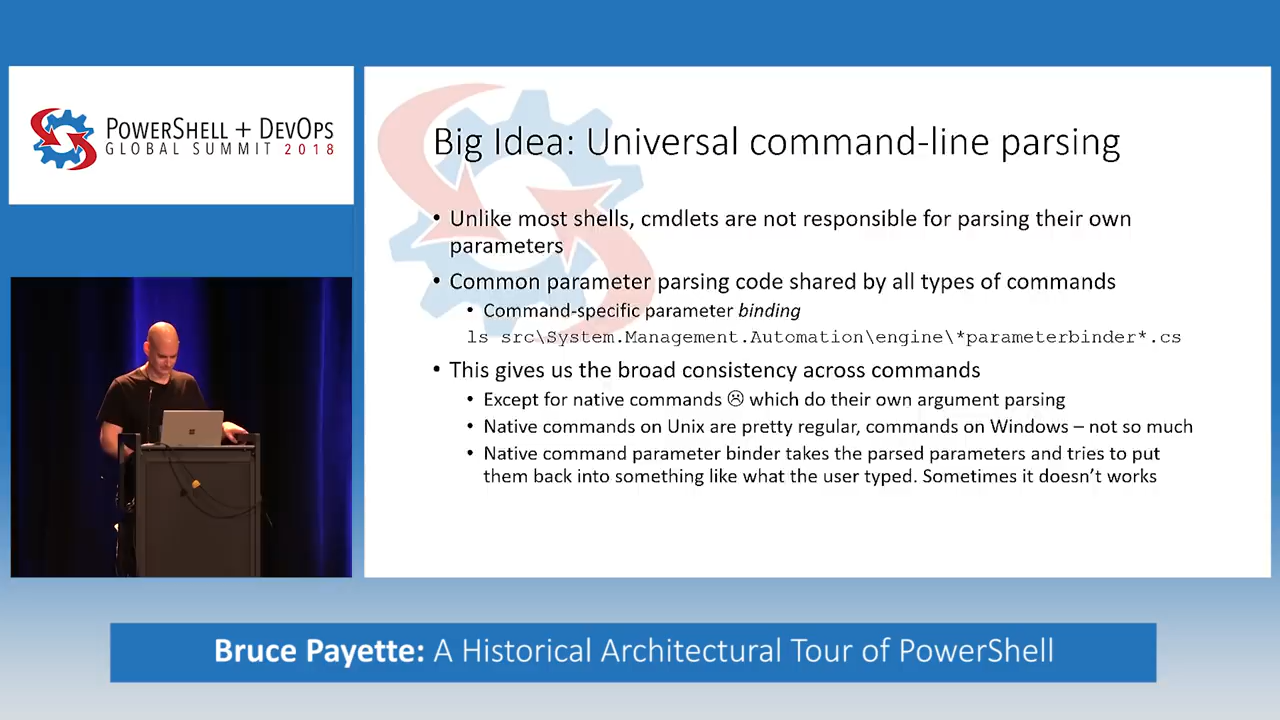 POWERSHELL + DEVOPS
GLOBAL SUMMIT 2018
Big Idea: Universal command-line parsing
• Unlike most shells, cmdlets are not responsible for parsing their own
parameters
• Common parameter parsing code shared by all types of commands
• Command-specific parameter binding
ls src\System.Management.Automation\engine\*parameterbinder*.cs
• This gives us the broad consistency across commands
• Except for native commands ☹ which do their own argument parsing
• Native commands on Unix are pretty regular, commands on Windows – not so much
• Native command parameter binder takes the parsed parameters and tries to put
them back into something like what the user typed. Sometimes it doesn’t works
Bruce Payette: A Historical Architectural Tour of PowerShell